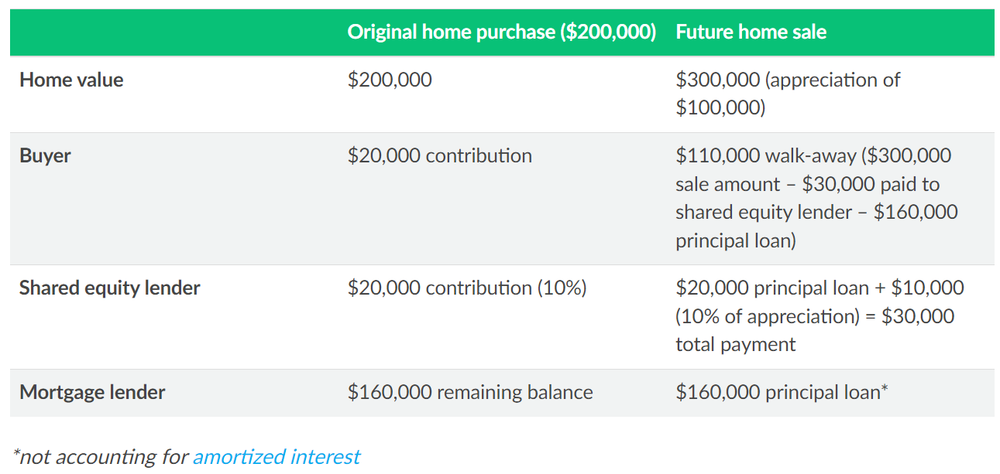 Original home purchase ($200,000) Future home sale
Home value $200,000 $300,000 (appreciation of
$100,000)
Buyer $20,000 contribution $110,000 walk-away ($300,000
sale amount – $30,000 paid to
shared equity lender – $160,000
principal loan)
Shared equity lender $20,000 contribution (10%) $20,000 principal loan + $10,000
(10% of appreciation) = $30,000
total payment
Mortgage lender $160,000 remaining balance $160,000 principal loan*
*not accounting for amortized interest